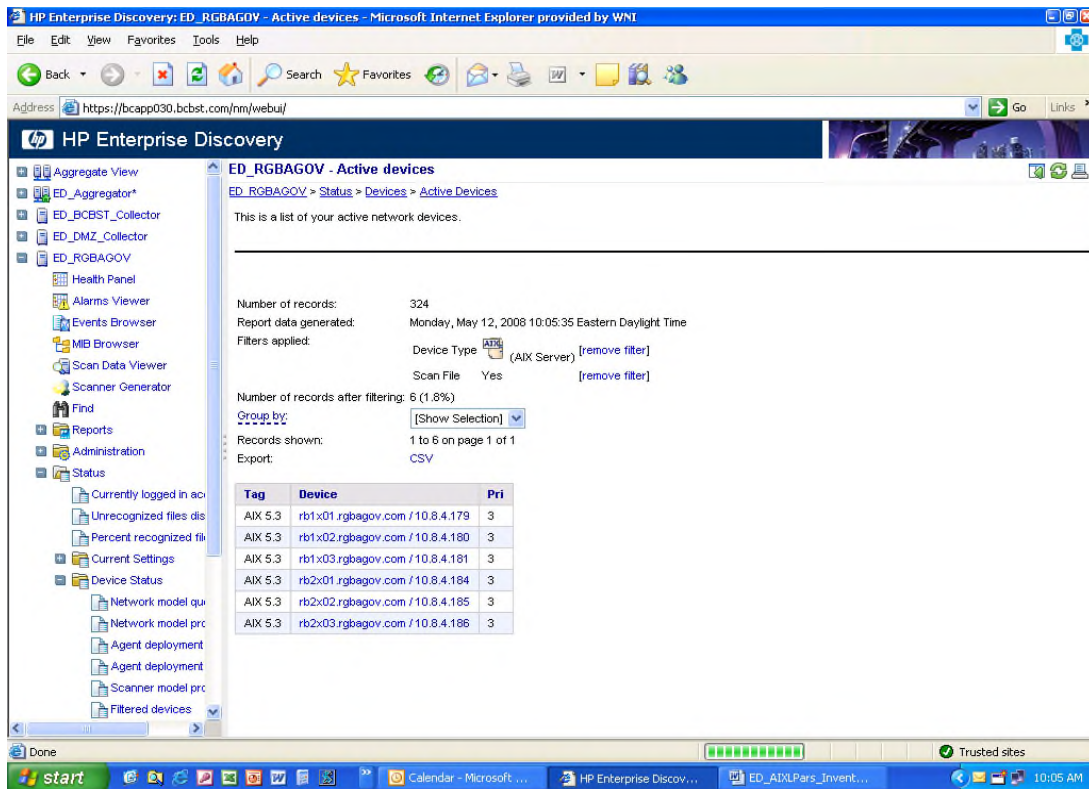 HP Enterprise Discovery: ED_RGBAGOV - Active devices - Microsoft Internet Explorer provided by WNI
File Edit View Favorites Tools Help
Back Search Favorites
Address https://bcapp030.bcbst.com/nm/webui/ Go Links
hp HP Enterprise Discovery
Aggregate View
ED_Aggregator*
ED_BCBST_Collector
ED_DMZ_Collector
ED_RGBAGOV
Health Panel
Alarms Viewer
Events Browser
MIB Browser
Scan Data Viewer
Scanner Generator
Find
Reports
Administration
Status
Currently logged in
Unrecognized files
Percent recognized
Current Settings
Device Status
Network model
Network model
Agent deployment
Agent deployment
Scanner model
Filtered devices
ED_RGBAGOV - Active devices
ED_RGBAGOV > Status > Devices > Active Devices
This is a list of your active network devices.
Number of records: 324
Report data generated: Monday, May 12, 2008 10:05:35 Eastern Daylight Time
Filters applied: Device Type AIX (AIX Server) [remove filter]
Scan File Yes [remove filter]
Number of records after filtering: 6 (1.8%)
Group by: [Show Selection]
Records shown: 1 to 6 on page 1 of 1
Export: CSV
Tag Device Pri
AIX 5.3 rb1x01.rgbagov.com / 10.8.4.179 3
AIX 5.3 rb1x02.rgbagov.com / 10.8.4.180 3
AIX 5.3 rb1x03.rgbagov.com / 10.8.4.181 3
AIX 5.3 rb2x01.rgbagov.com / 10.8.4.184 3
AIX 5.3 rb2x02.rgbagov.com / 10.8.4.185 3
AIX 5.3 rb2x03.rgbagov.com / 10.8.4.186 3
Done Trusted sites
start Calendar - Microsoft ... HP Enterprise Discov... ED_AIXLPars_Invent... 10:05 AM